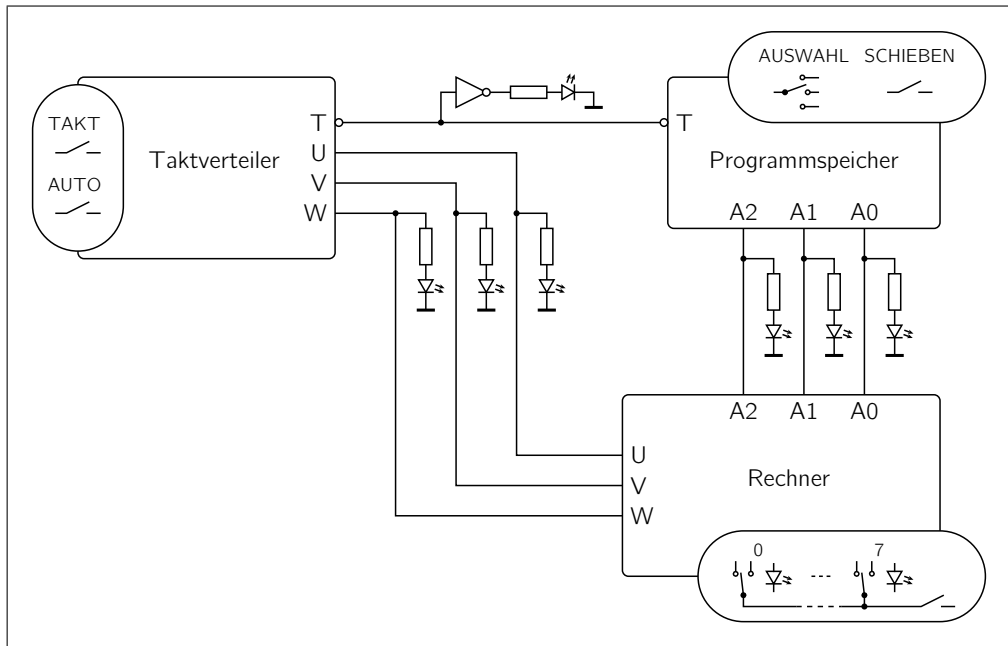 AUSWAHL SCHIEBEN
TAKT
AUTO
Taktverteiler
T
U
V
W
T
Programmspeicher
A2 A1 A0
A2 A1 A0
U
V
W
Rechner
0 7